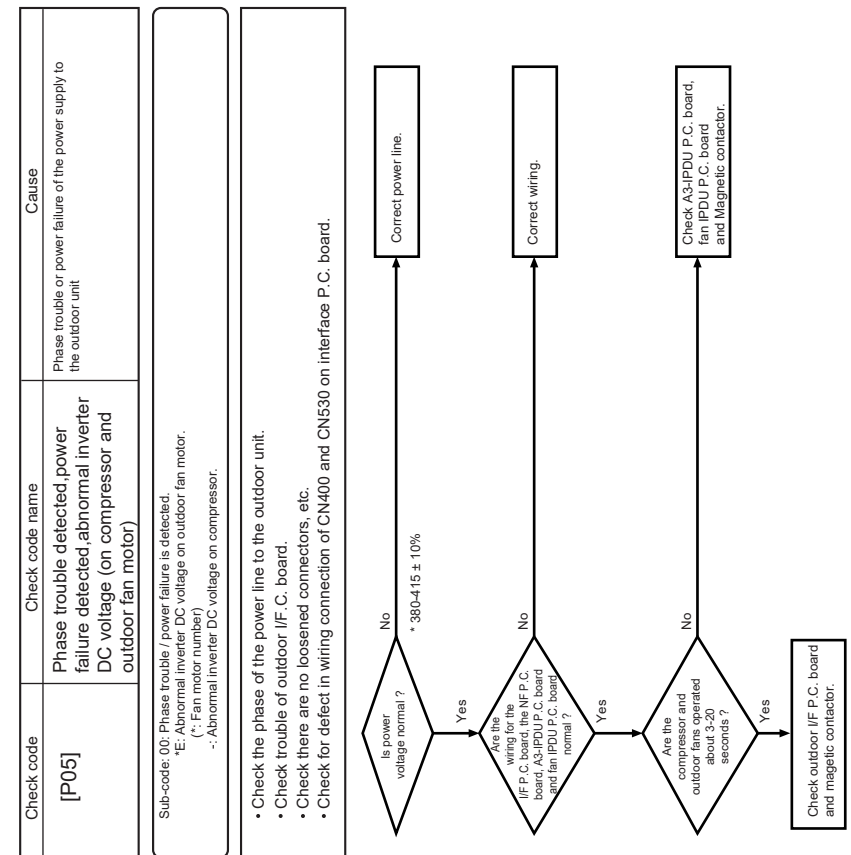 Check code
Check code name
Cause
[P05]
Phase trouble detected,power
failure detected,abnormal inverter
DC voltage (on compressor and
outdoor fan motor)
Phase trouble or power failure of the power supply to
the outdoor unit
Sub-code: 00: Phase trouble / power failure is detected.
*E: Abnormal inverter DC voltage on outdoor fan motor.
(*: Fan motor number)
-: Abnormal inverter DC voltage on compressor.
• Check the phase of the power line to the outdoor unit.
• Check trouble of outdoor I/F.C. board.
• Check there are no loosened connectors, etc.
• Check for defect in wiring connection of CN400 and CN530 on interface P.C. board.
Is power
voltage normal ?
No
* 380-415 ± 10%
Correct power line.
Yes
Are the
wiring for the
I/F P.C. board, the NF P.C.
board, A3-IPDU P.C. board
and fan IPDU P.C. board
normal ?
No
Correct wiring.
Yes
Are the
compressor and
outdoor fans operated
about 3-20
seconds ?
No
Check A3-IPDU P.C. board,
fan IPDU P.C. board
and Magnetic contactor.
Yes
Check outdoor I/F P.C. board
and magetic contactor.